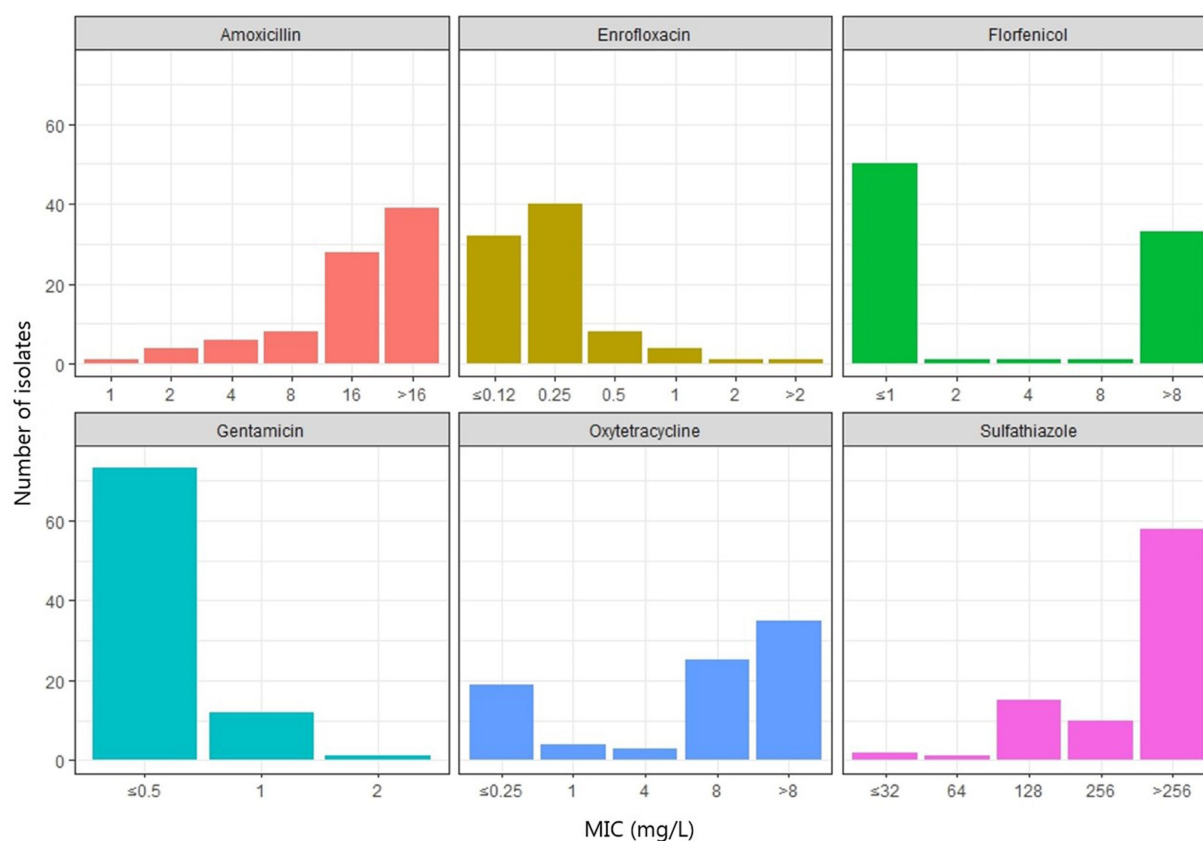 Amoxicillin Enrofloxacin Florfenicol
60
40
20
0
1 2 4 8 16 >16 ≤0.12 0.25 0.5 1 2 >2 ≤1 2 4 8 >8
Gentamicin Oxytetracycline Sulfathiazole
Number of isolates
60
40
20
0
≤0.5 1 2 ≤0.25 1 4 8 >8 ≤32 64 128 256 >256
MIC (mg/L)